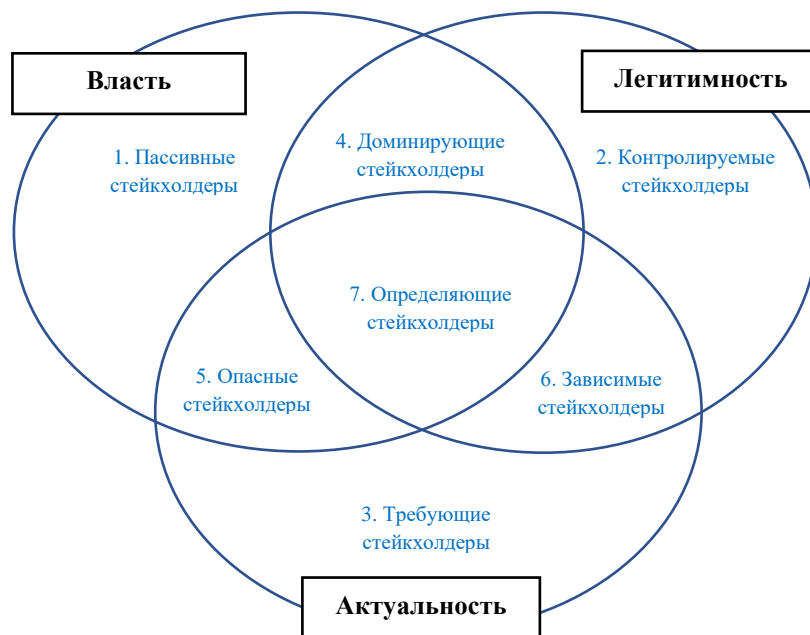 Власть
Легитимность
1. Пассивные
стейкхолдеры
4. Доминирующие
стейкхолдеры
2. Контролируемые
стейкхолдеры
7. Определяющие
стейкхолдеры
5. Опасные
стейкхолдеры
6. Зависимые
стейкхолдеры
3. Требующие
стейкхолдеры
Актуальность